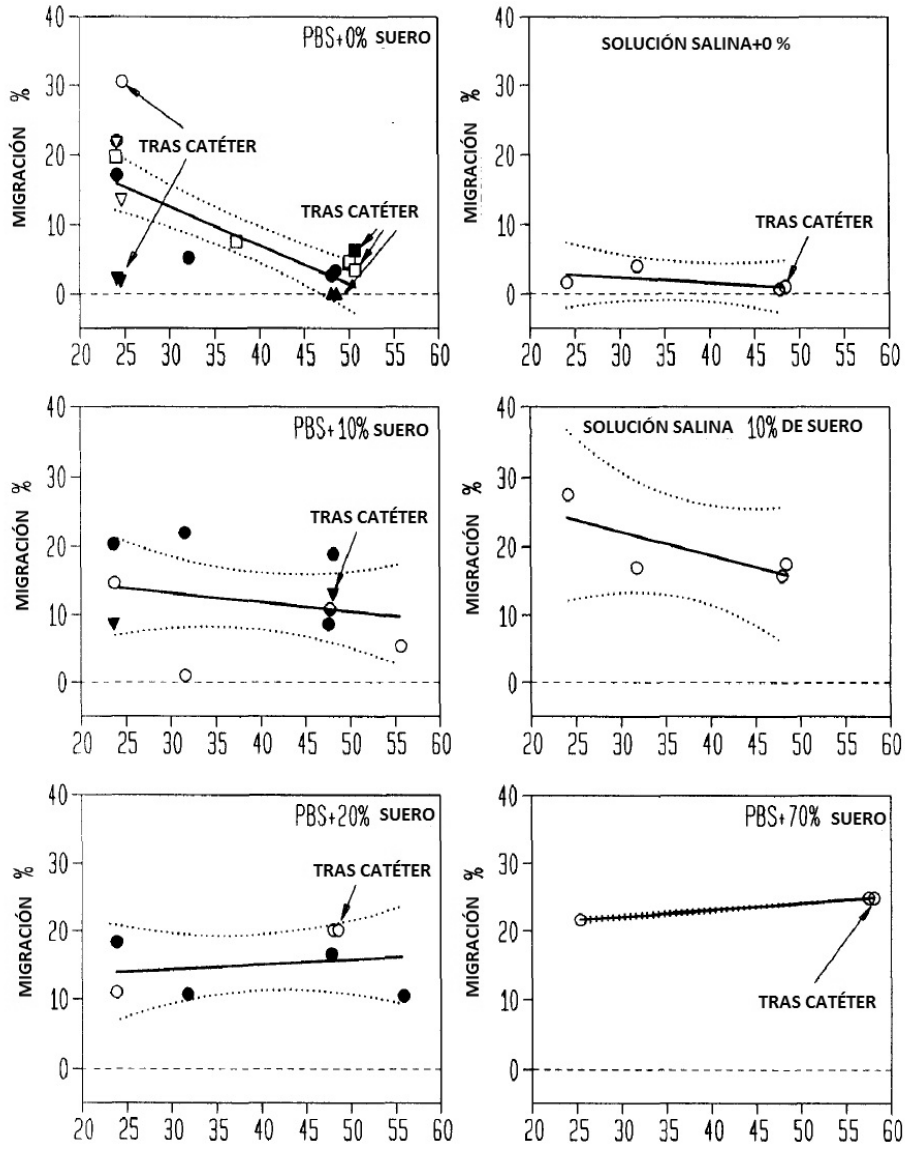 PBS+0% SUERO
40
30
20
10
0
MIGRACIÓN %
TRAS CATÉTER
TRAS CATÉTER
20 25 30 35 40 45 50 55 60
SOLUCIÓN SALINA+0 %
40
30
20
10
0
MIGRACIÓN %
TRAS CATÉTER
20 25 30 35 40 45 50 55 60
PBS+10% SUERO
40
30
20
10
0
MIGRACIÓN %
TRAS CATÉTER
20 25 30 35 40 45 50 55 60
SOLUCIÓN SALINA 10% DE SUERO
40
30
20
10
0
MIGRACIÓN %
20 25 30 35 40 45 50 55 60
PBS+20% SUERO
40
30
20
10
0
MIGRACIÓN %
TRAS CATÉTER
20 25 30 35 40 45 50 55 60
PBS+70% SUERO
40
30
20
10
0
MIGRACIÓN %
TRAS CATÉTER
20 25 30 35 40 45 50 55 60